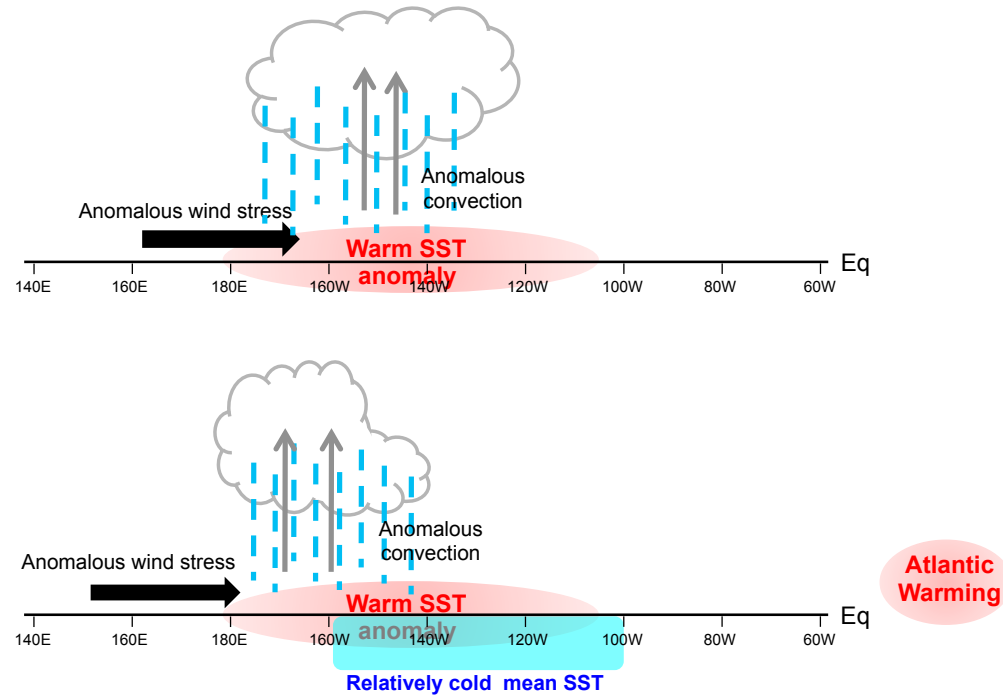 Anomalous
convection
Anomalous wind stress
Warm SST
anomaly
Eq
140E 160E 180E 160W 140W 120W 100W 80W 60W
Anomalous
convection
Anomalous wind stress
Atlantic
Warming
Warm SST
anomaly
Eq
140E 160E 180E 160W 140W 120W 100W 80W 60W
Relatively cold  mean SST